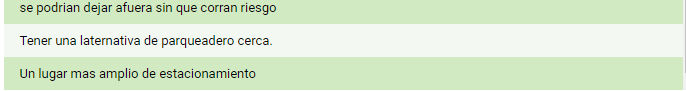 se podrian dejar afuera sin que corran riesgo
Tener una laternativa de parqueadero cerca.
Un lugar mas amplio de estacionamiento